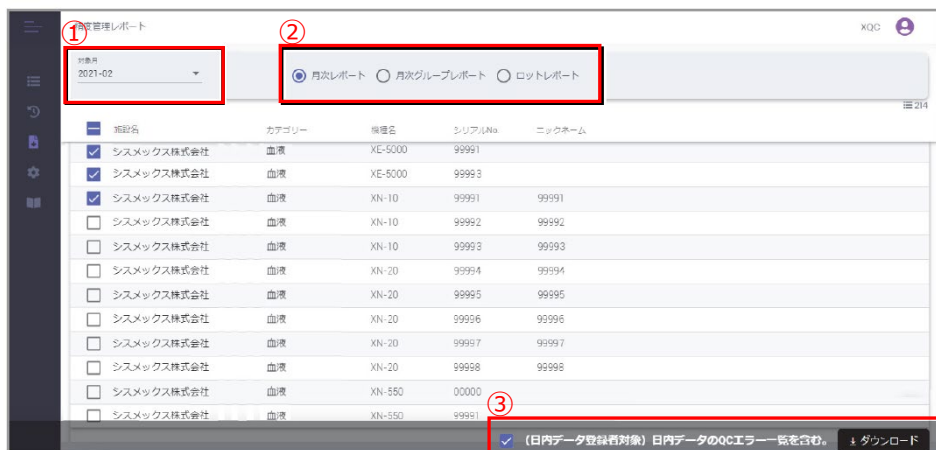 ① 精度管理レポート XQC
対象月
2021-02
②
月次レポート 月次グループレポート ロットレポート
214
施設名 カテゴリー 機種名 シリアルNo. ニックネーム
シスメックス株式会社 血液 XE-5000 99991
シスメックス株式会社 血液 XE-5000 99993
シスメックス株式会社 血液 XN-10 99991 99991
シスメックス株式会社 血液 XN-10 99992 99992
シスメックス株式会社 血液 XN-10 99993 99993
シスメックス株式会社 血液 XN-20 99994 99994
シスメックス株式会社 血液 XN-20 99995 99995
シスメックス株式会社 血液 XN-20 99996 99996
シスメックス株式会社 血液 XN-20 99997 99997
シスメックス株式会社 血液 XN-20 99998 99998
シスメックス株式会社 血液 XN-550 00000
シスメックス株式会社 血液 XN-550 99991
③
(日内データ登録者対象) 日内データのQCエラー一覧を含む。 ダウンロード